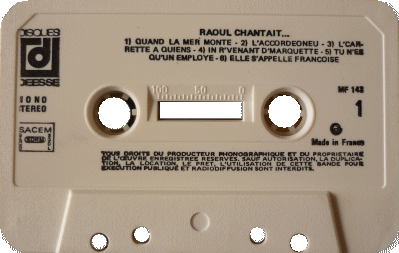 DISQUES
RAOUL CHANTAIT...
1) QUAND LA MER MONTE - 2) L'ACCORDEONEU - 3) L'CAR-
RETTE A QUIENS - 4) IN R'VENANT D'MARQUETTE - 5) TU N'ES
QU'UN EMPLOYE - 6) ELLE S'APPELLE FRANCOISE
DEESSE
MONO
STEREO
100 50 0
MF 143
1
SACEM
Made in France
TOUS DROITS DU PRODUCTEUR PHONOGRAPHIQUE ET DU PROPRIETAIRE
DE L'ŒUVRE ENREGISTREE RESERVES. SAUF AUTORISATION, LA DUPLICA-
TION, LA LOCATION, LE PRET, L'UTILISATION DE CETTE BANDE POUR
EXECUTION PUBLIQUE ET RADIODIFFUSION SONT INTERDITS.